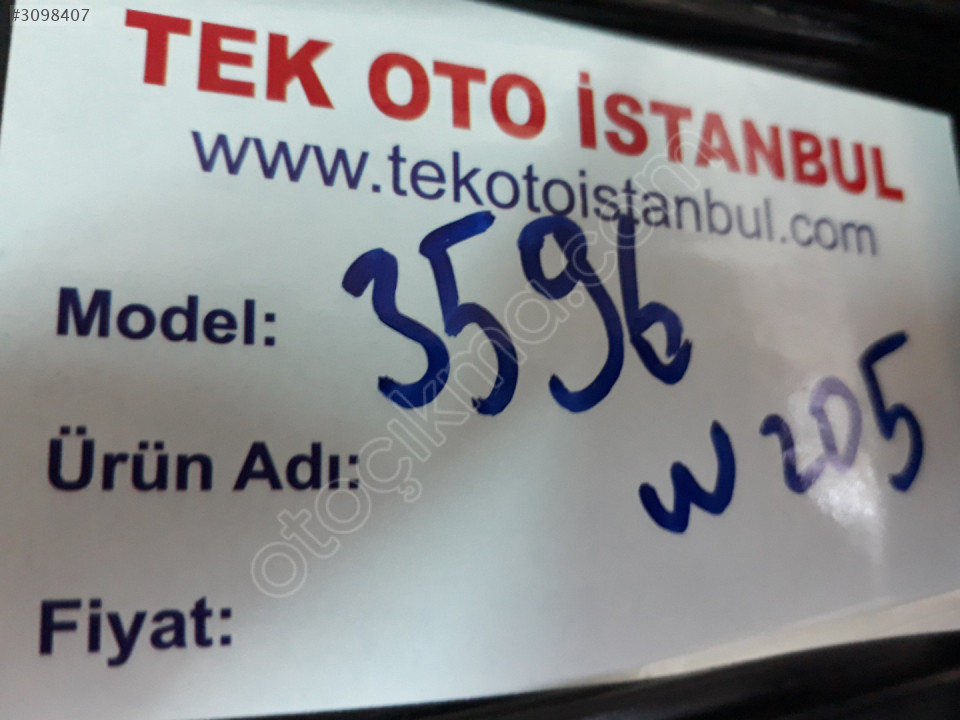 #3098407
TEK OTO İSTANBUL
www.tekotoistanbul.com
Model: 3596
w205
Ürün Adı:
Fiyat:
otoçıkma.com